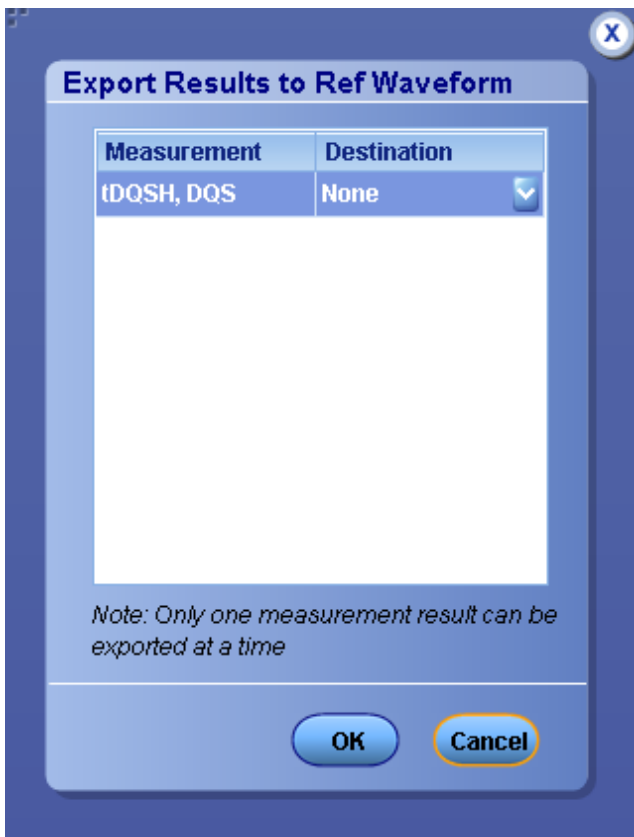 X
Export Results to Ref Waveform
Measurement Destination
tDQSH, DQS None
Note: Only one measurement result can be
exported at a time
OK Cancel